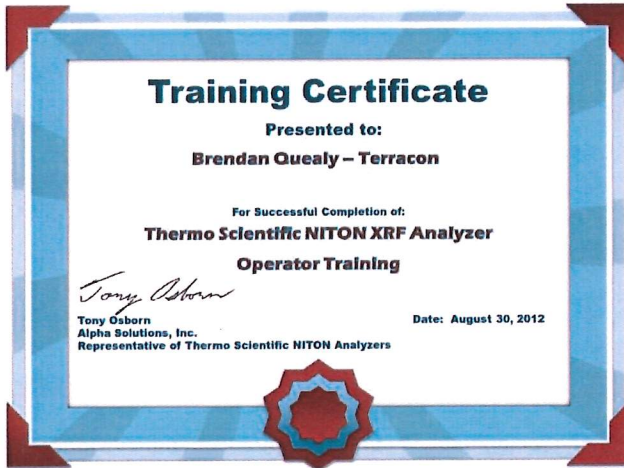 Training Certificate
Presented to:
Brendan Quealy – Terracon
For Successful Completion of:
Thermo Scientific NITON XRF Analyzer
Operator Training
Tony Osborn
Tony Osborn
Date: August 30, 2012
Alpha Solutions, Inc.
Representative of Thermo Scientific NITON Analyzers